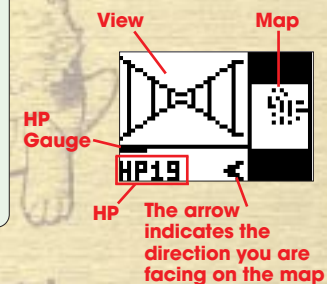 View
Map
HP
Gauge
HP19
HP
The arrow
indicates the
direction you are
facing on the map